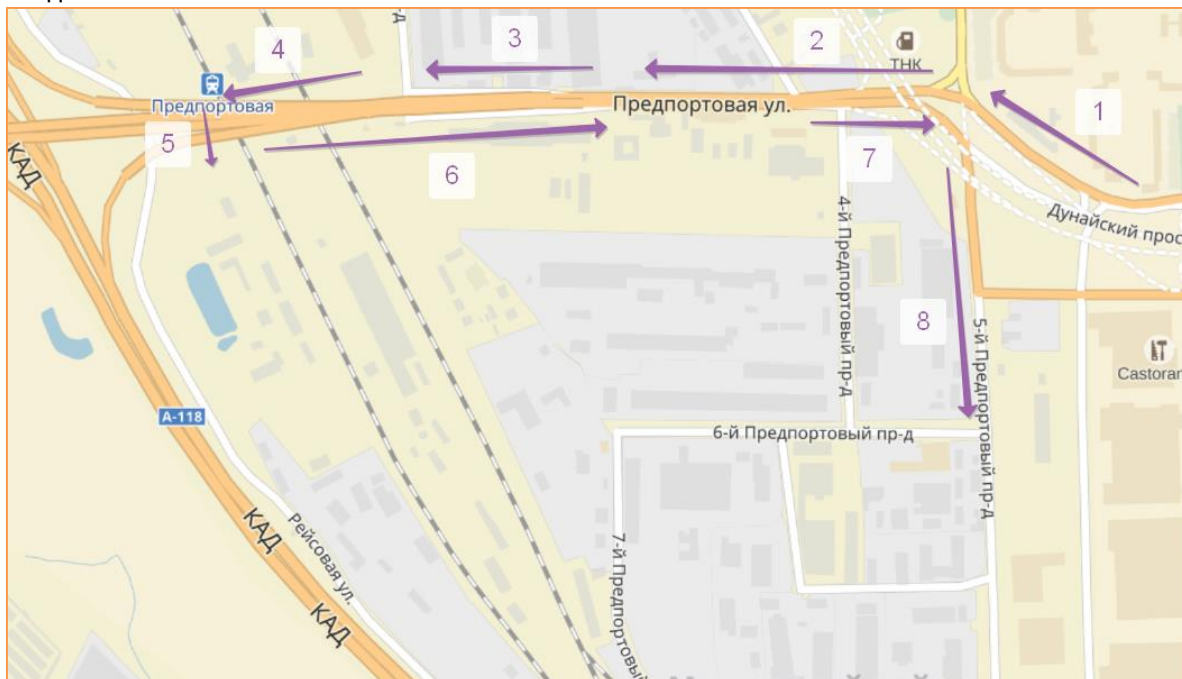 3
2
4
ТНК
1
Предпортовая
Предпортовая ул.
5
КАД
6
7
Дунайский прос
4-й Предпортовый пр-д
8
5-й Предпортовый пр-д
Castorar
А-118
6-й Предпортовый пр-д
КАД
Рейсовая ул.
7-й Предпортовый
КАД